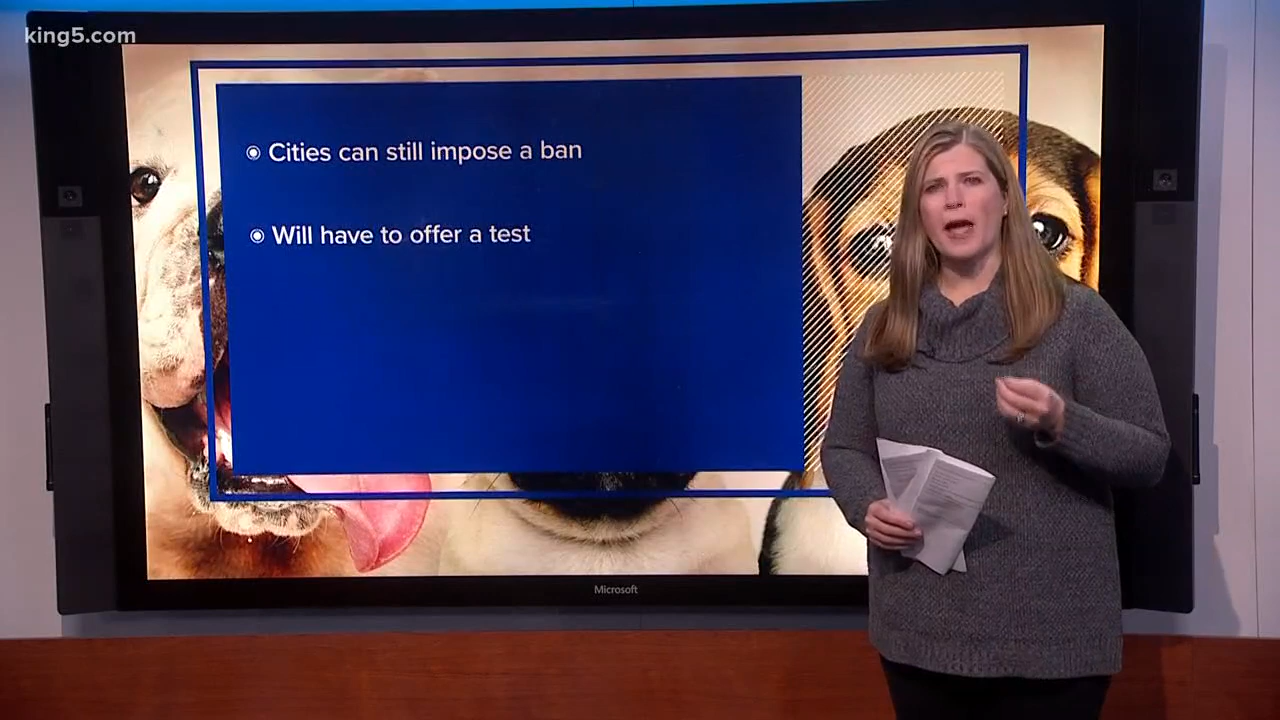 king5.com
Cities can still impose a ban
Will have to offer a test
Microsoft